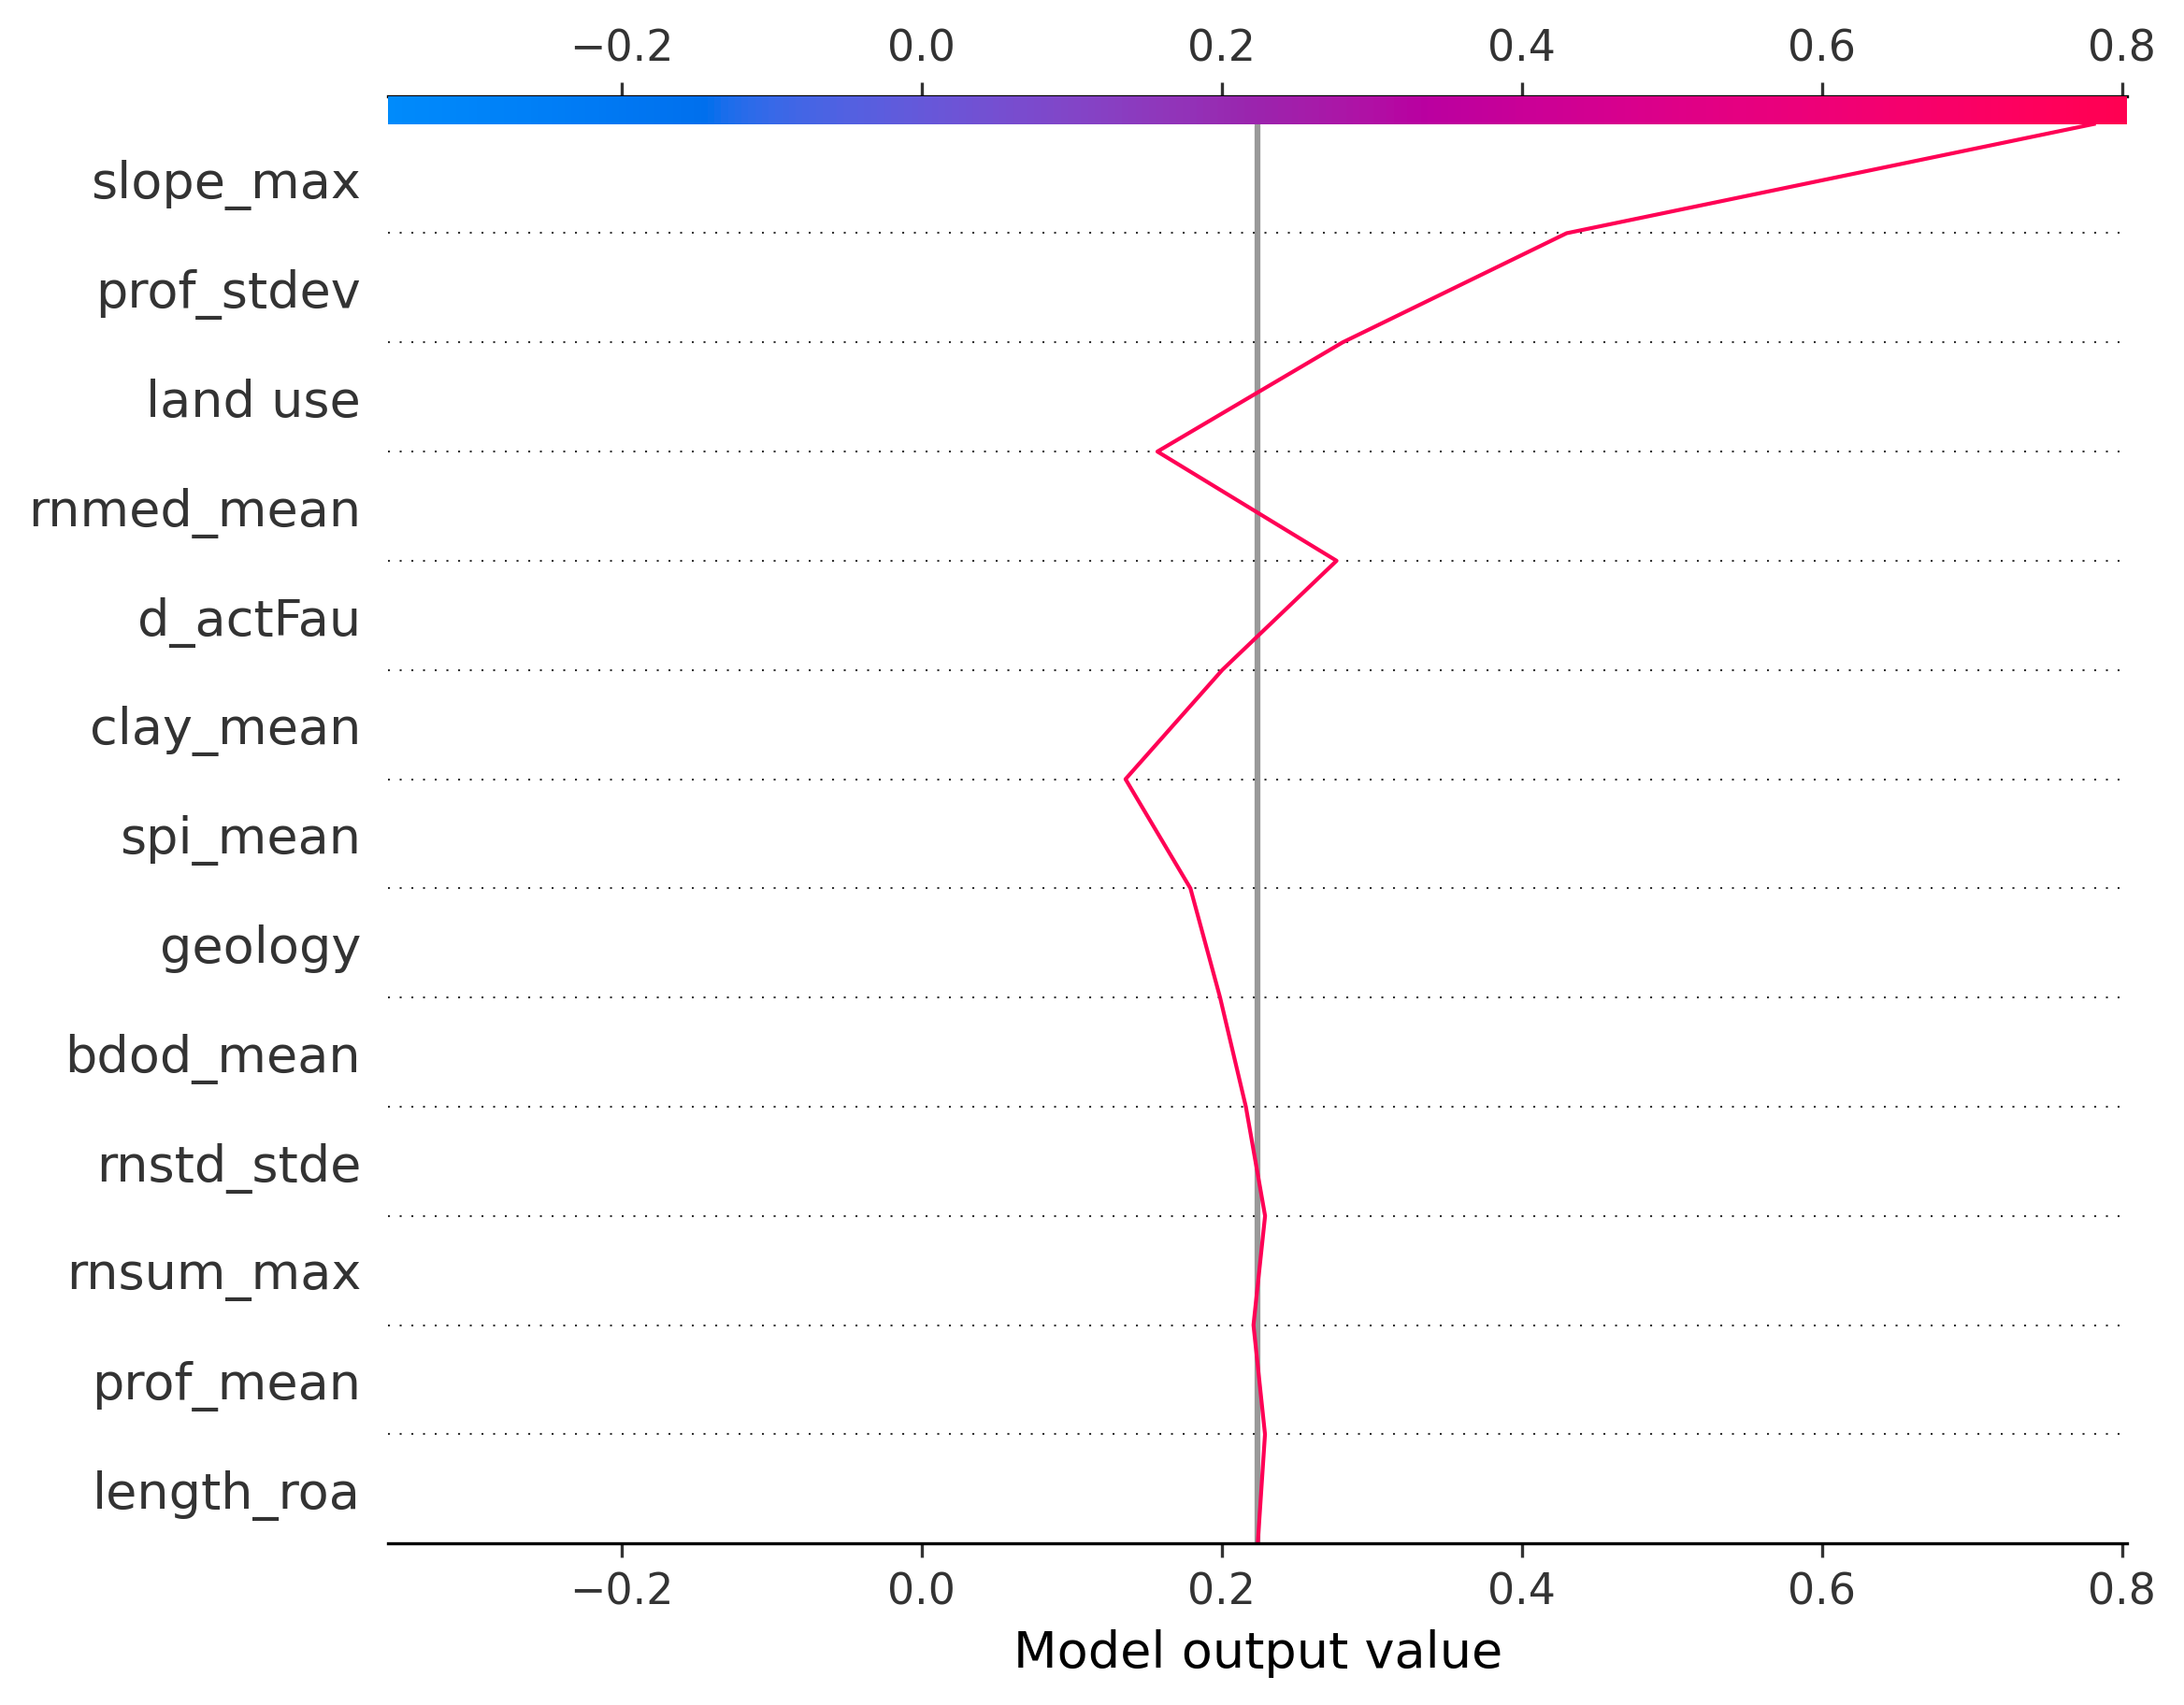 −0.2 0.0 0.2 0.4 0.6 0.8
slope_max
prof_stdev
land use
rnmed_mean
d_actFau
clay_mean
spi_mean
geology
bdod_mean
rnstd_stde
rnsum_max
prof_mean
length_roa
−0.2 0.0 0.2 0.4 0.6 0.8
Model output value